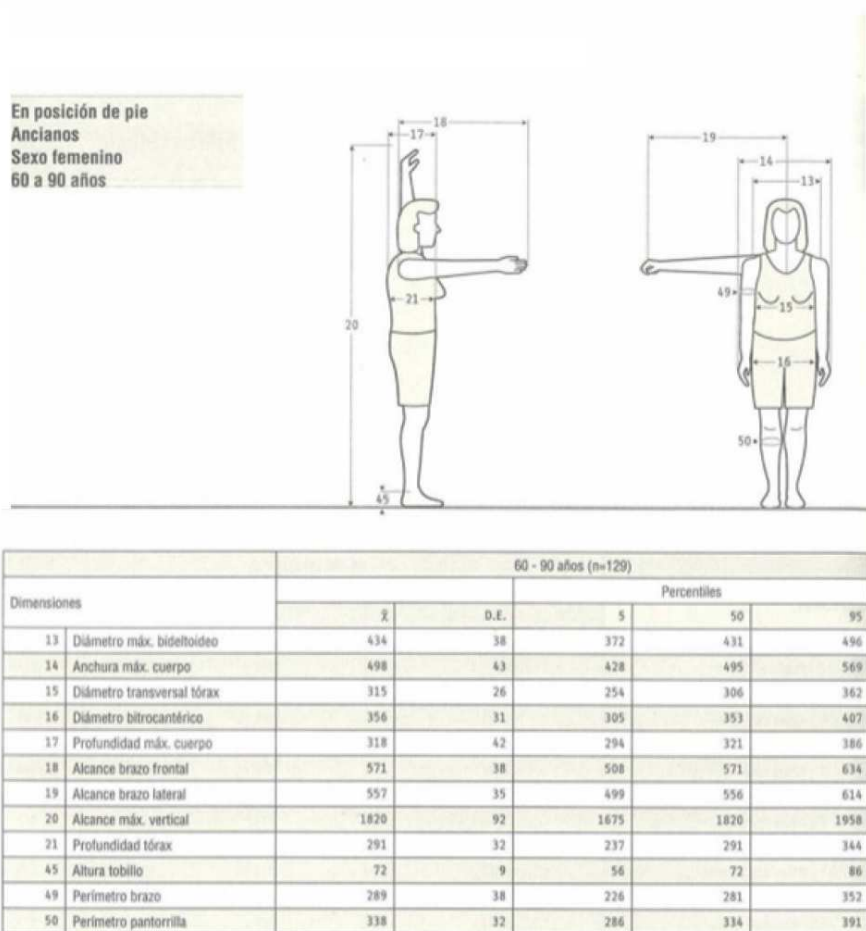 En posición de pie
Ancianos
Sexo femenino
60 a 90 años
18
17
19
14
13
49
21
15
20
16
50
45
60 - 90 años (n=129)
Dimensiones
Percentiles
x̄ D.E. 5 50 95
13 Diámetro máx. bideltoideo 434 38 372 431 496
14 Anchura máx. cuerpo 498 43 428 495 569
15 Diámetro transversal tórax 315 26 254 306 362
16 Diámetro bitrocantérico 356 31 305 353 407
17 Profundidad máx. cuerpo 318 42 294 321 386
18 Alcance brazo frontal 571 38 508 571 634
19 Alcance brazo lateral 557 35 499 556 614
20 Alcance máx. vertical 1820 92 1675 1820 1958
21 Profundidad tórax 291 32 237 291 344
45 Altura tobillo 72 9 56 72 86
49 Perímetro brazo 289 38 226 281 352
50 Perímetro pantorrilla 338 32 286 334 391